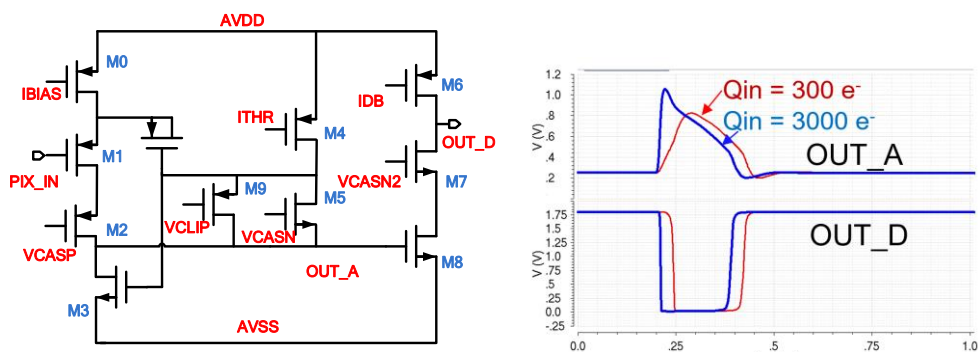 AVDD
M0
IBIAS
M6
IDB
ITHR
M4
OUT_D
M1
PIX_IN
M9
M5
VCASN2
M7
M2
VCLIP
VCASN
VCASP
OUT_A
M8
M3
AVSS
1.2
1.0
.8
.6
.4
.2
V (V)
Qin = 300 e-
Qin = 3000 e-
OUT_A
1.75
1.5
1.25
1.0
.75
.5
.25
0.0
-.25
V (V)
OUT_D
0.0
.25
.5
.75
1.0